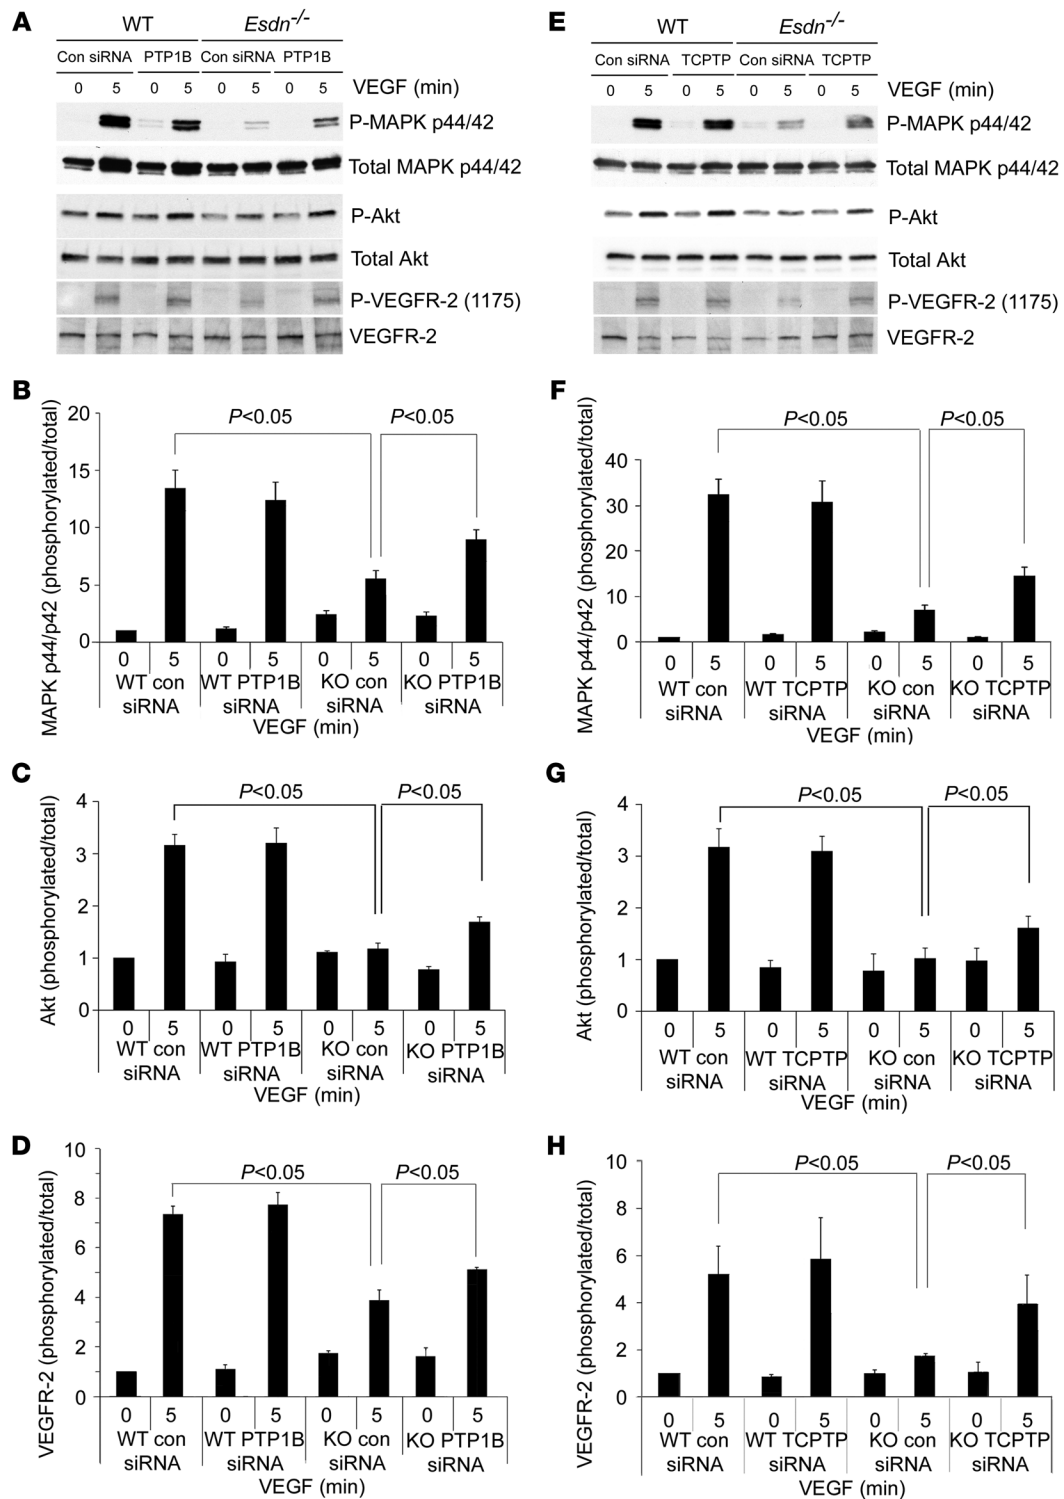 A
WT
Esdn-/-
Con siRNA PTP1B Con siRNA PTP1B
0 5 0 5 0 5 0 5 VEGF (min)
P-MAPK p44/42
Total MAPK p44/42
P-Akt
Total Akt
P-VEGFR-2 (1175)
VEGFR-2
B
MAPK p44/p42 (phosphorylated/total)
20
15
10
5
0
P<0.05
P<0.05
0 5 0 5 0 5 0 5
WT con WT PTP1B KO con KO PTP1B
siRNA siRNA siRNA siRNA
VEGF (min)
C
Akt (phosphorylated/total)
4
3
2
1
0
P<0.05
P<0.05
0 5 0 5 0 5 0 5
WT con WT PTP1B KO con KO PTP1B
siRNA siRNA siRNA siRNA
VEGF (min)
D
VEGFR-2 (phosphorylated/total)
10
8
6
4
2
0
P<0.05
P<0.05
0 5 0 5 0 5 0 5
WT con WT PTP1B KO con KO PTP1B
siRNA siRNA siRNA siRNA
VEGF (min)
E
WT
Esdn-/-
Con siRNA TCPTP Con siRNA TCPTP
0 5 0 5 0 5 0 5 VEGF (min)
P-MAPK p44/42
Total MAPK p44/42
P-Akt
Total Akt
P-VEGFR-2 (1175)
VEGFR-2
F
MAPK p44/p42 (phosphorylated/total)
40
30
20
10
0
P<0.05
P<0.05
0 5 0 5 0 5 0 5
WT con WT TCPTP KO con KO TCPTP
siRNA siRNA siRNA siRNA
VEGF (min)
G
Akt (phosphorylated/total)
4
3
2
1
0
P<0.05
P<0.05
0 5 0 5 0 5 0 5
WT con WT TCPTP KO con KO TCPTP
siRNA siRNA siRNA siRNA
VEGF (min)
H
VEGFR-2 (phosphorylated/total)
10
8
6
4
2
0
P<0.05
P<0.05
0 5 0 5 0 5 0 5
WT con WT TCPTP KO con KO TCPTP
siRNA siRNA siRNA siRNA
VEGF (min)